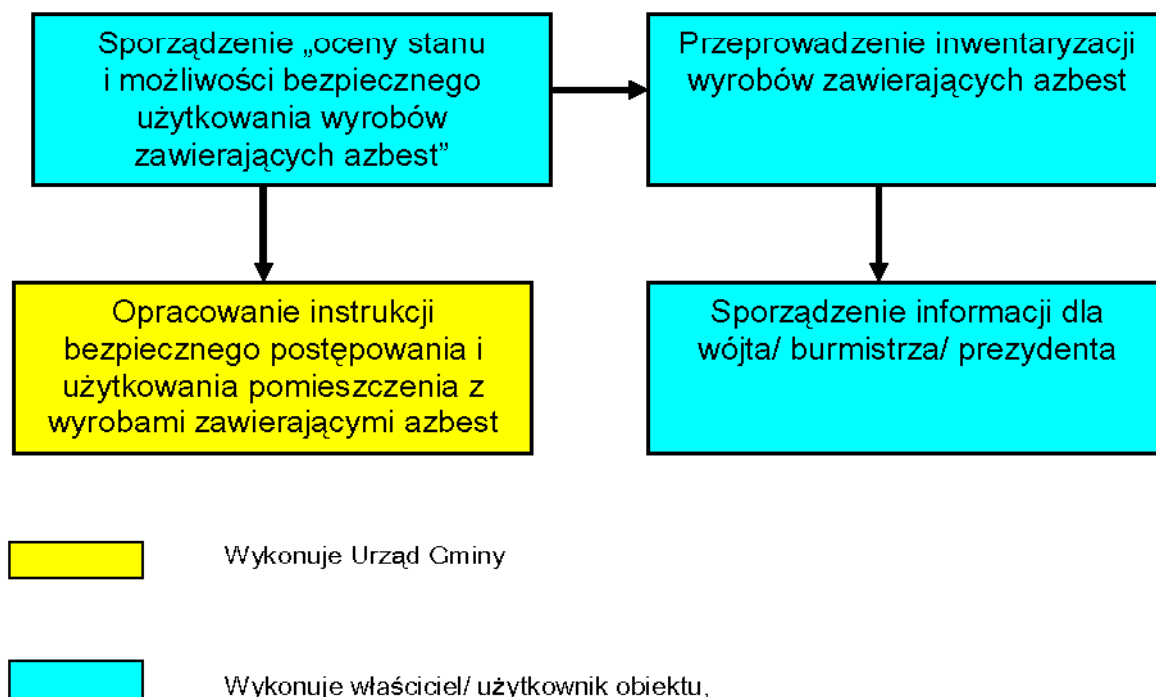 Sporządzenie „oceny stanu
i możliwości bezpiecznego
użytkowania wyrobów
zawierających azbest”
Przeprowadzenie inwentaryzacji
wyrobów zawierających azbest
Opracowanie instrukcji
bezpiecznego postępowania i
użytkowania pomieszczenia z
wyrobami zawierającymi azbest
Sporządzenie informacji dla
wójta/ burmistrza/ prezydenta
Wykonuje Urząd Gminy
Wykonuje właściciel/ użytkownik obiektu,